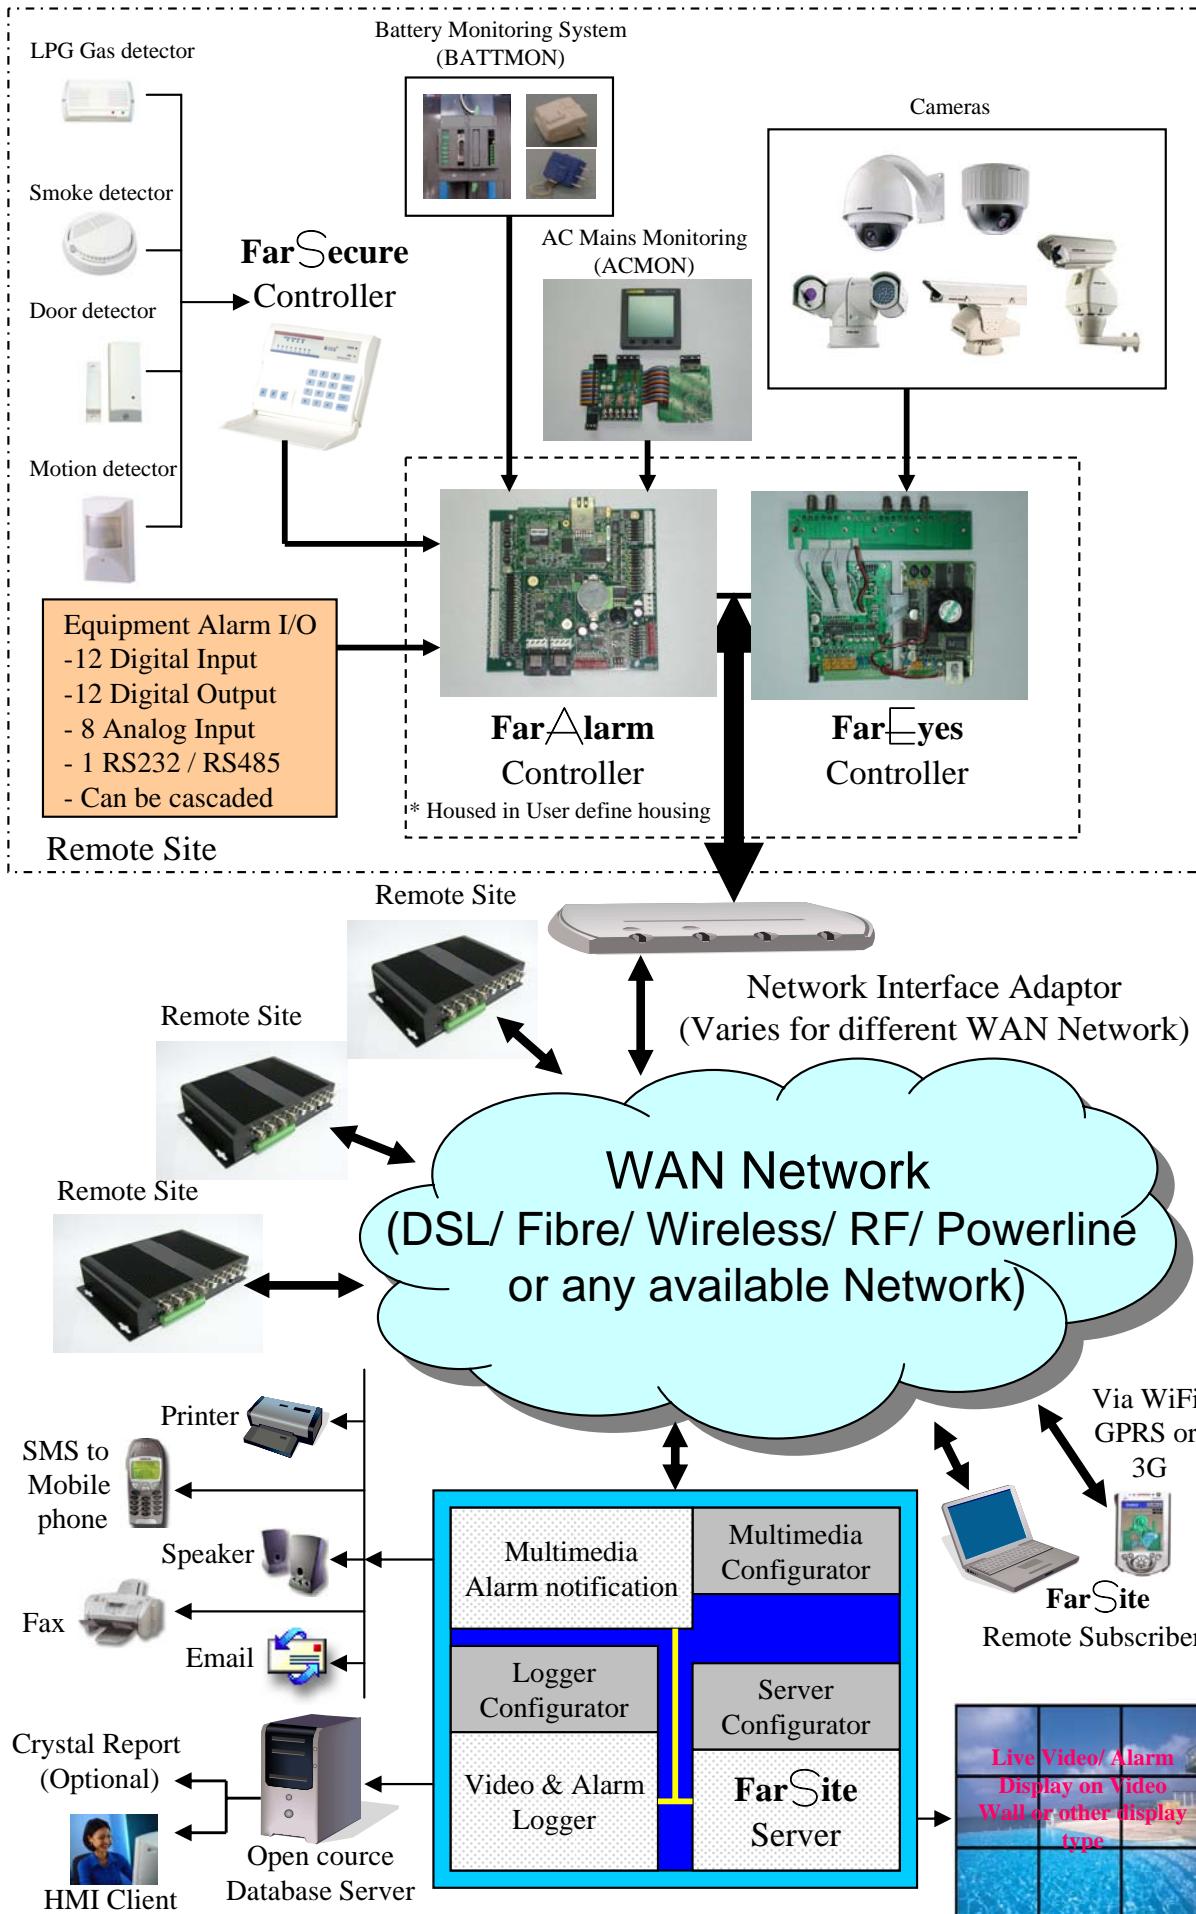 Battery Monitoring System
(BATTMON)
LPG Gas detector
Cameras
Smoke detector
AC Mains Monitoring
(ACMON)
FarSecure
Controller
Door detector
Motion detector
Equipment Alarm I/O
-12 Digital Input
-12 Digital Output
- 8 Analog Input
- 1 RS232 / RS485
- Can be cascaded
FarAlarm
Controller
FarEyes
Controller
* Housed in User define housing
Remote Site
Remote Site
Network Interface Adaptor
(Varies for different WAN Network)
Remote Site
Remote Site
WAN Network
(DSL/ Fibre/ Wireless/ RF/ Powerline
or any available Network)
Via WiFi
GPRS or
3G
Printer
SMS to
Mobile
phone
Speaker
Fax
Email
Multimedia
Alarm notification
Multimedia
Configurator
FarSite
Remote Subscriber
Logger
Configurator
Server
Configurator
Video & Alarm
Logger
FarSite
Server
Crystal Report
(Optional)
HMI Client
Open cource
Database Server
Live Video/ Alarm
Display on Video
Wall or other display
type